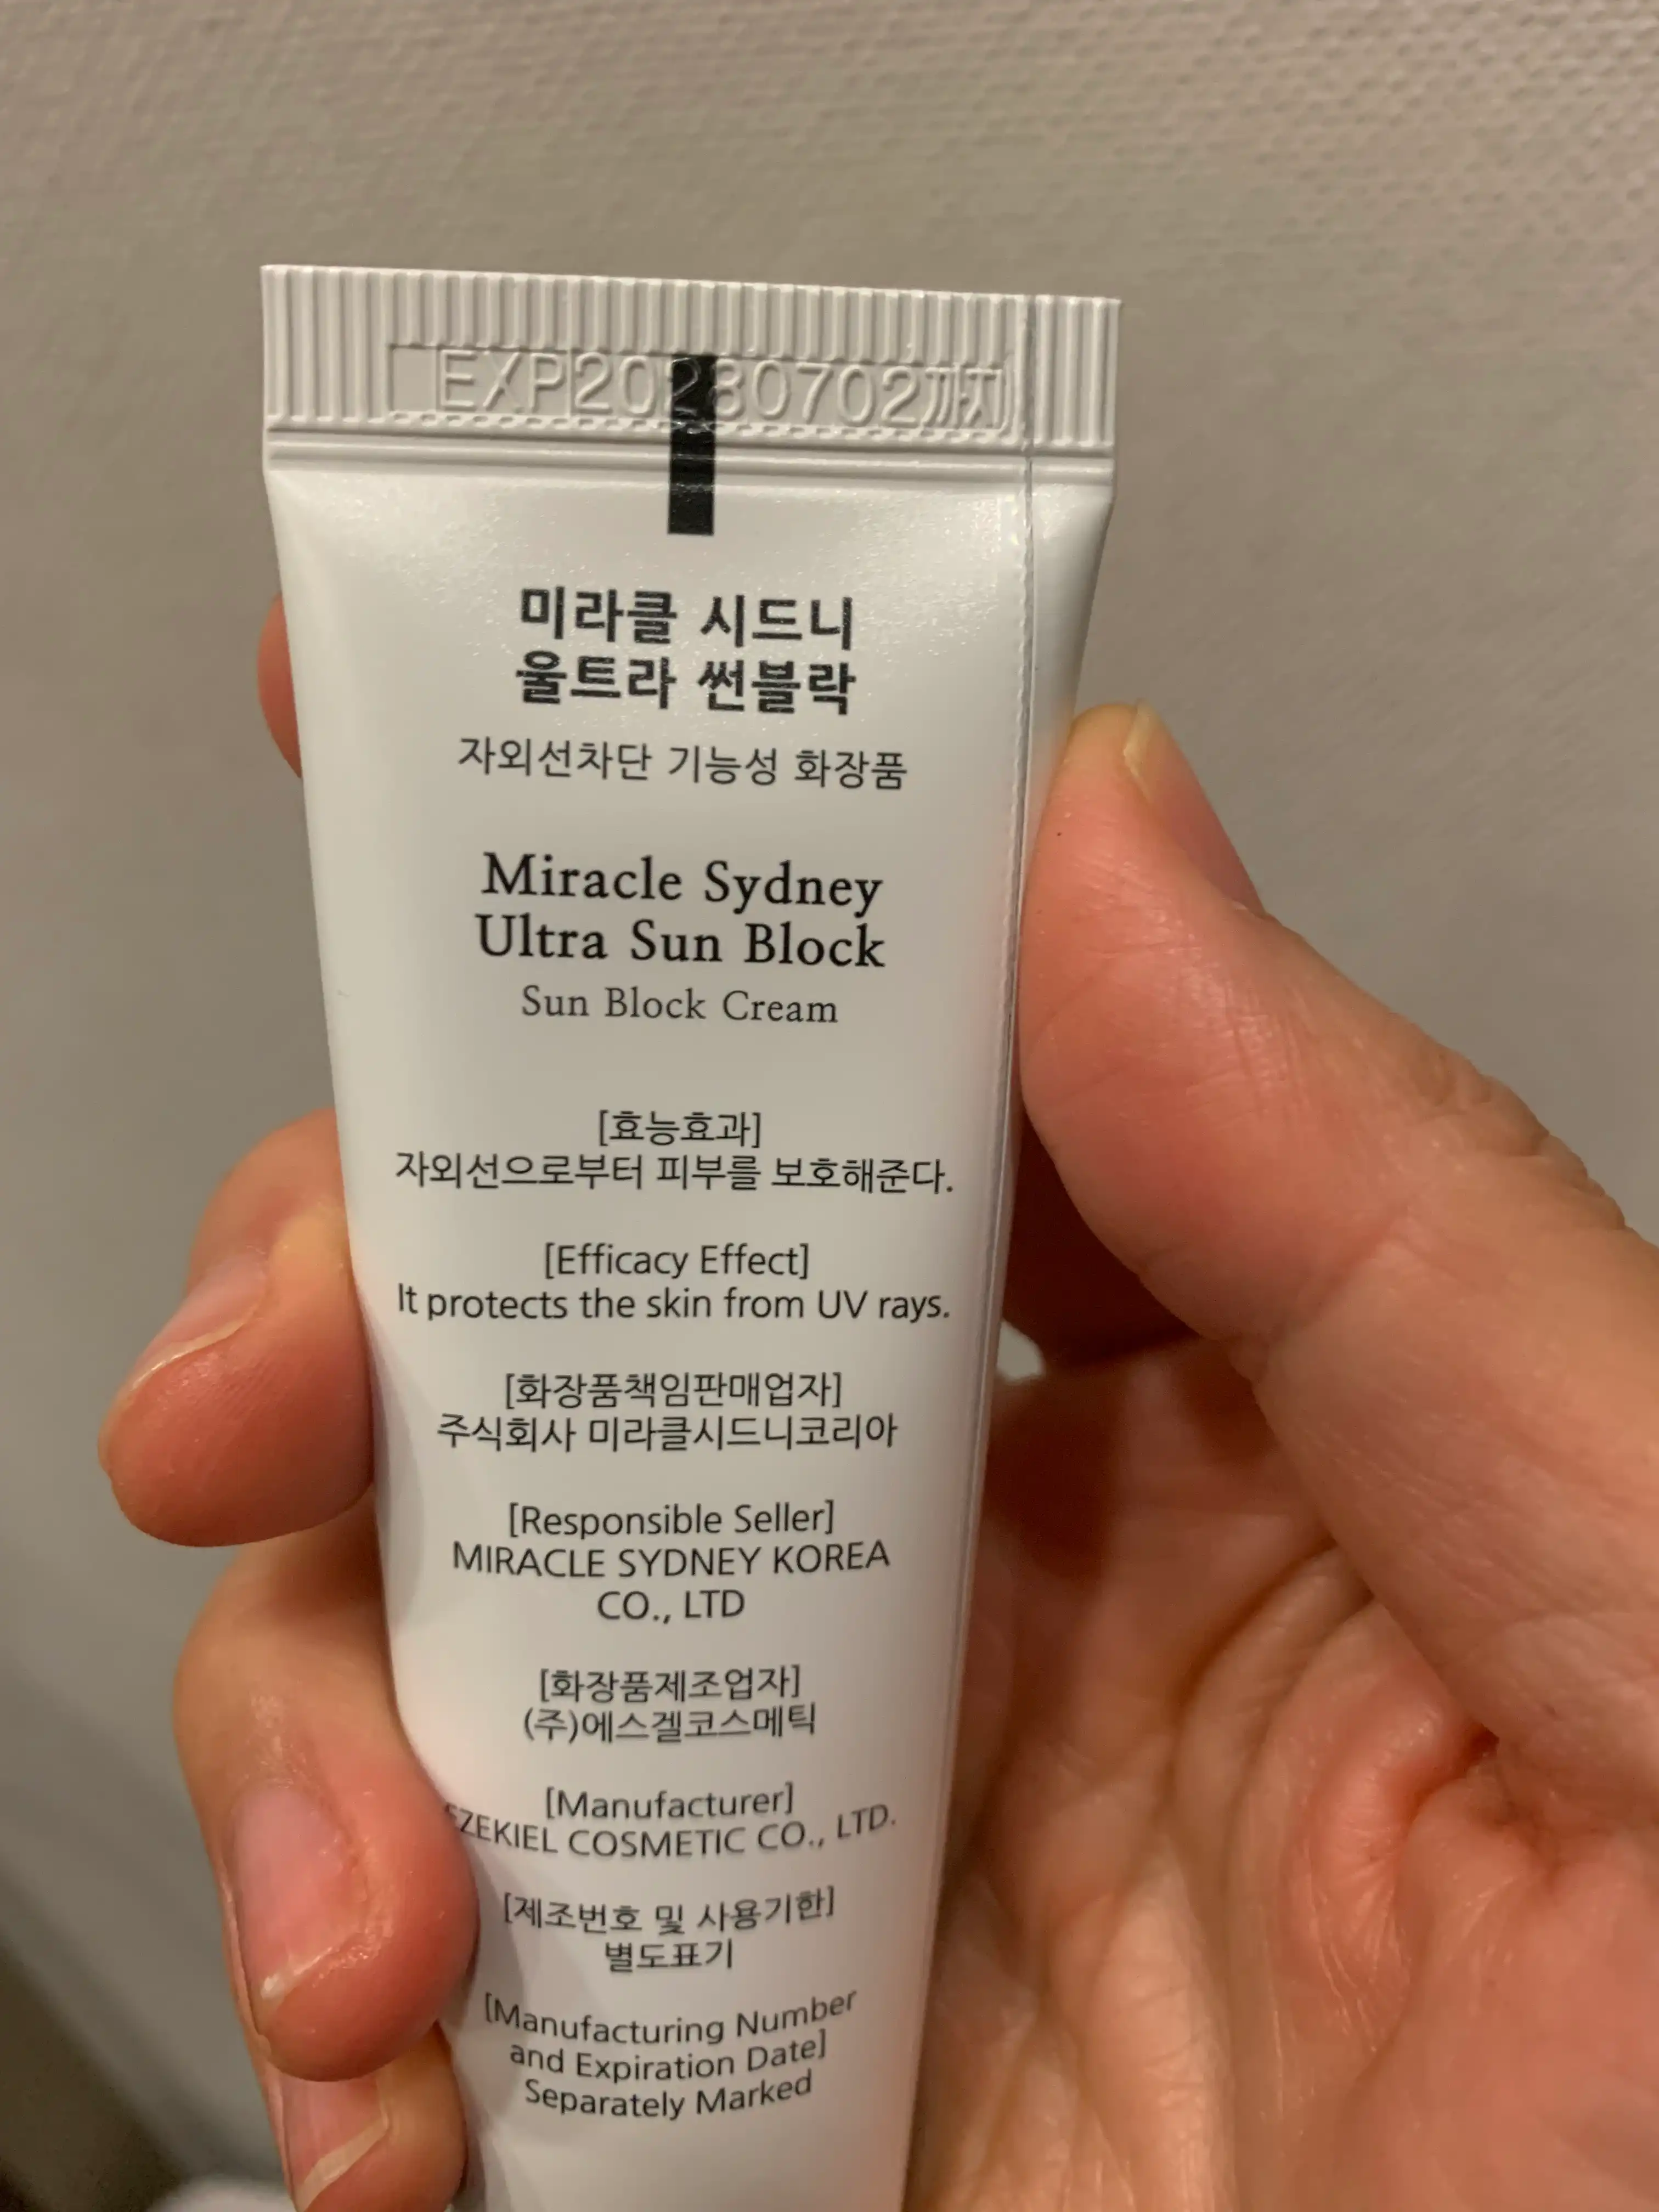 EXP20280702까지
미라클 시드니
울트라 썬블락
자외선차단 기능성 화장품
Miracle Sydney
Ultra Sun Block
Sun Block Cream
[효능효과]
자외선으로부터 피부를 보호해준다.
[Efficacy Effect]
It protects the skin from UV rays.
[화장품책임판매업자]
주식회사 미라클시드니코리아
[Responsible Seller]
MIRACLE SYDNEY KOREA
CO., LTD
[화장품제조업자]
(주)에스겔코스메틱
[Manufacturer]
EZEKIEL COSMETIC CO., LTD.
[제조번호 및 사용기한]
별도표기
[Manufacturing Number
and Expiration Date]
Separately Marked